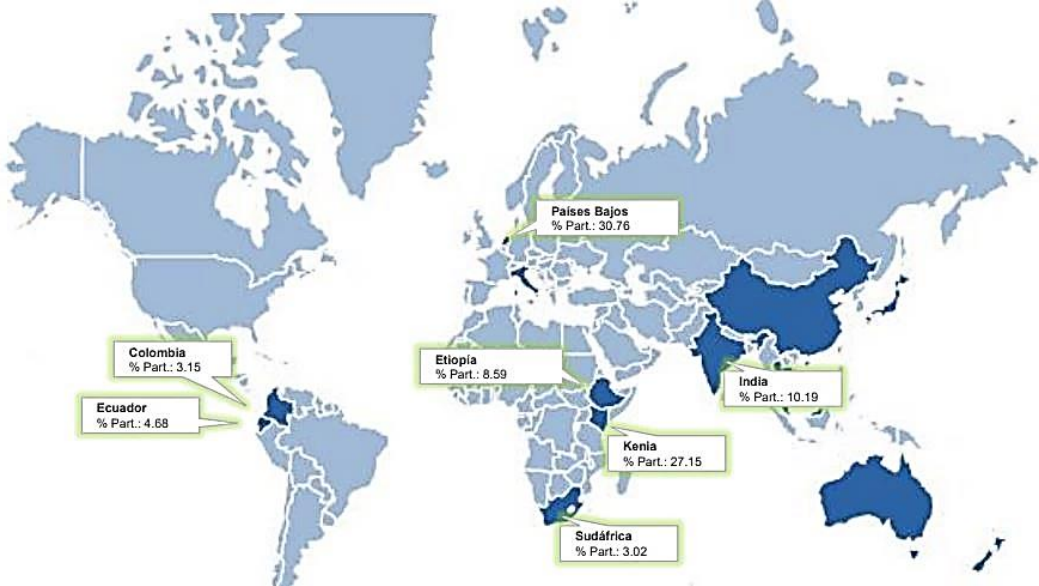 Países Bajos
% Part.: 30.76
Colombia
% Part.: 3.15
Etiopía
% Part.: 8.59
India
% Part.: 10.19
Ecuador
% Part.: 4.68
Kenia
% Part.: 27.15
Sudáfrica
% Part.: 3.02